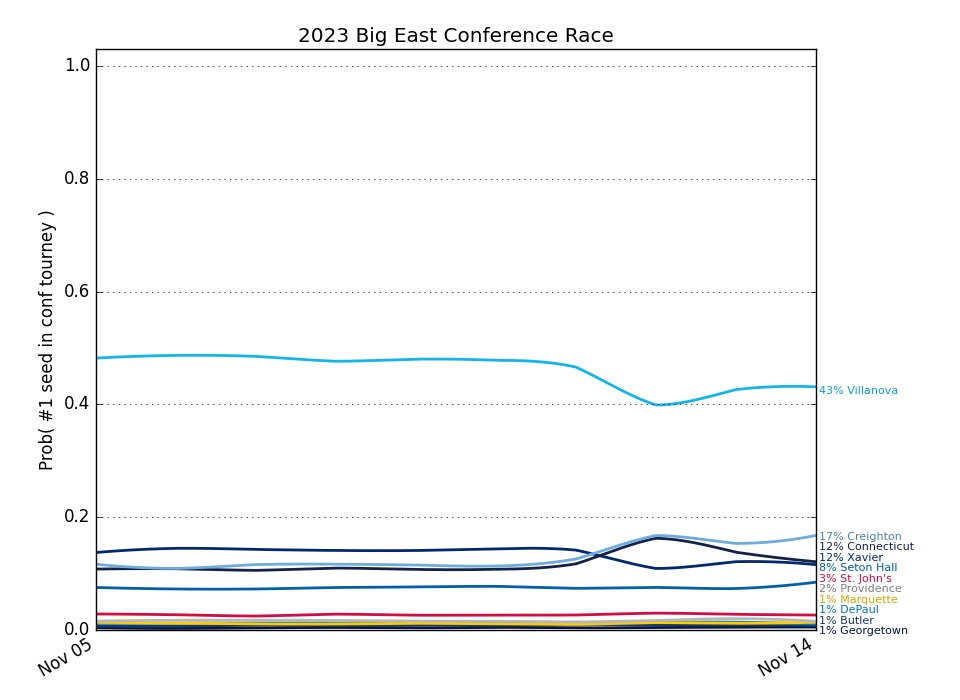 2023 Big East Conference Race
Prob( #1 seed in conf tourney )
1.0
0.8
0.6
0.4
0.2
0.0
Nov 05
Nov 14
43% Villanova
17% Creighton
12% Connecticut
12% Xavier
8% Seton Hall
3% St. John's
2% Providence
1% Marquette
1% DePaul
1% Butler
1% Georgetown